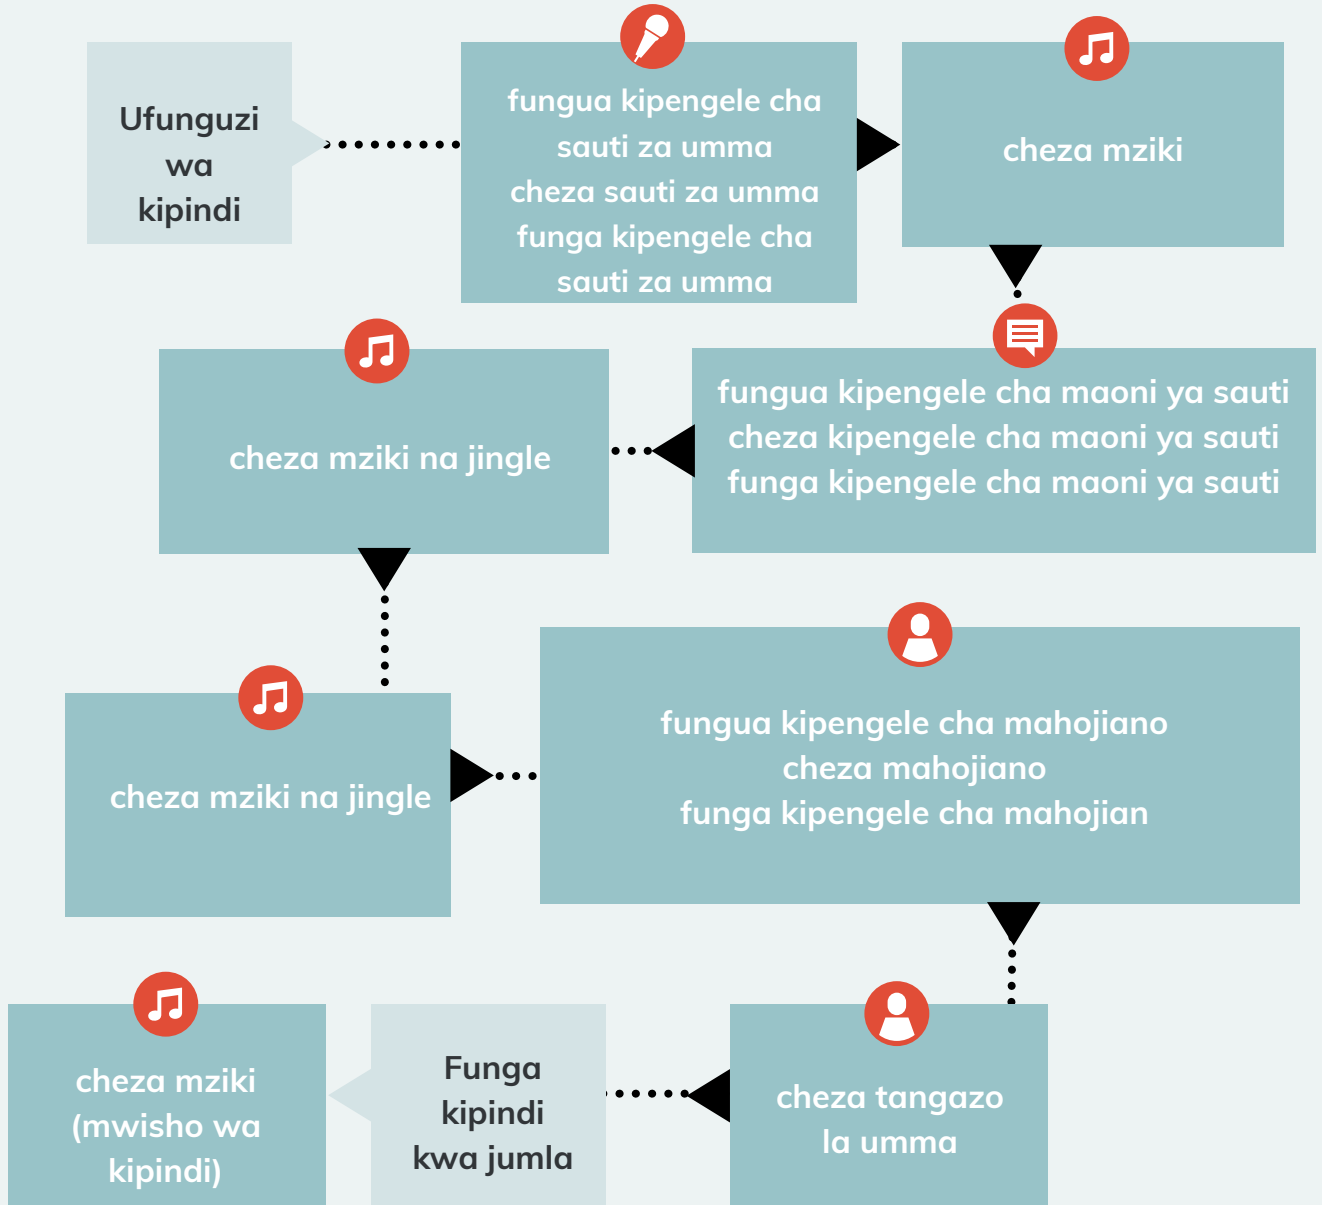 Ufunguzi
wa
kipindi
fungua kipengele cha
sauti za umma
cheza sauti za umma
funga kipengele cha
sauti za umma
cheza mziki
fungua kipengele cha maoni ya sauti
cheza kipengele cha maoni ya sauti
funga kipengele cha maoni ya sauti
cheza mziki na jingle
cheza mziki na jingle
fungua kipengele cha mahojiano
cheza mahojiano
funga kipengele cha mahojian
cheza tangazo
la umma
Funga
kipindi
kwa jumla
cheza mziki
(mwisho wa
kipindi)